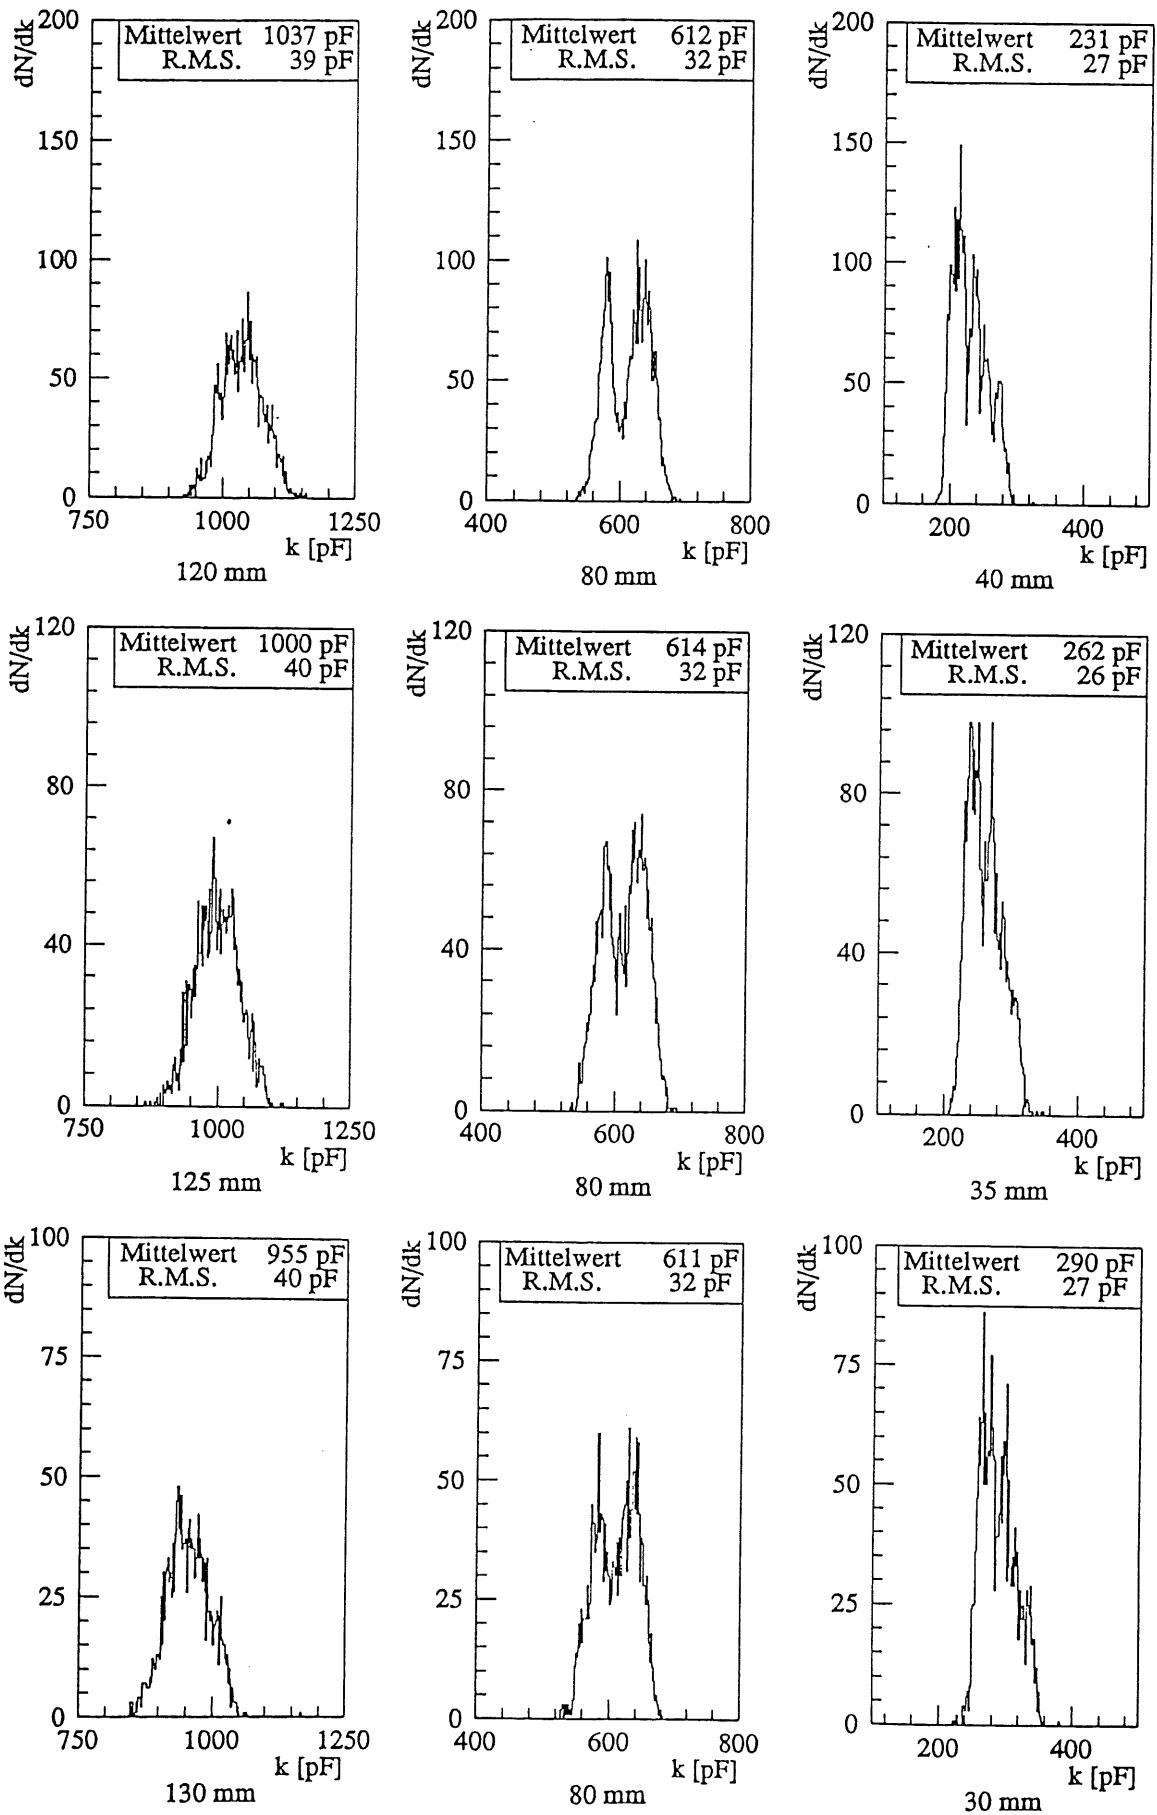 dN/dk
200
150
100
50
0
Mittelwert 1037 pF
R.M.S. 39 pF
750 1000 1250
k [pF]
120 mm
dN/dk
200
150
100
50
0
Mittelwert 612 pF
R.M.S. 32 pF
400 600 800
k [pF]
80 mm
dN/dk
200
150
100
50
0
Mittelwert 231 pF
R.M.S. 27 pF
200 400
k [pF]
40 mm
dN/dk
120
80
40
0
Mittelwert 1000 pF
R.M.S. 40 pF
750 1000 1250
k [pF]
125 mm
dN/dk
120
80
40
0
Mittelwert 614 pF
R.M.S. 32 pF
400 600 800
k [pF]
80 mm
dN/dk
120
80
40
0
Mittelwert 262 pF
R.M.S. 26 pF
200 400
k [pF]
35 mm
dN/dk
100
75
50
25
0
Mittelwert 955 pF
R.M.S. 40 pF
750 1000 1250
k [pF]
130 mm
dN/dk
100
75
50
25
0
Mittelwert 611 pF
R.M.S. 32 pF
400 600 800
k [pF]
80 mm
dN/dk
100
75
50
25
0
Mittelwert 290 pF
R.M.S. 27 pF
200 400
k [pF]
30 mm